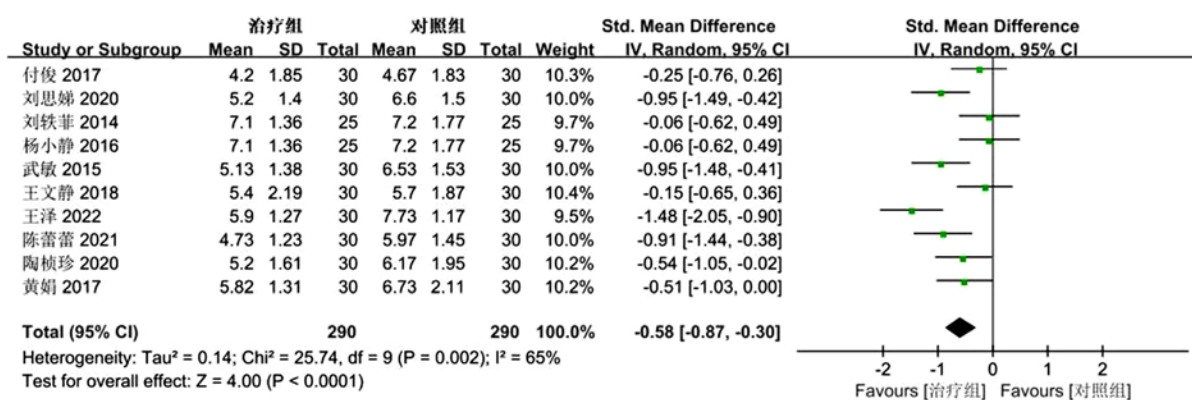 治疗组 对照组 Std. Mean Difference Std. Mean Difference
Study or Subgroup Mean SD Total Mean SD Total Weight IV, Random, 95% CI IV, Random, 95% CI
付俊 2017 4.2 1.85 30 4.67 1.83 30 10.3% -0.25 [-0.76, 0.26]
刘思娣 2020 5.2 1.4 30 6.6 1.5 30 10.0% -0.95 [-1.49, -0.42]
刘轶菲 2014 7.1 1.36 25 7.2 1.77 25 9.7% -0.06 [-0.62, 0.49]
杨小静 2016 7.1 1.36 25 7.2 1.77 25 9.7% -0.06 [-0.62, 0.49]
武敏 2015 5.13 1.38 30 6.53 1.53 30 10.0% -0.95 [-1.48, -0.41]
王文静 2018 5.4 2.19 30 5.7 1.87 30 10.4% -0.15 [-0.65, 0.36]
王泽 2022 5.9 1.27 30 7.73 1.17 30 9.5% -1.48 [-2.05, -0.90]
陈蕾蕾 2021 4.73 1.23 30 5.97 1.45 30 10.0% -0.91 [-1.44, -0.38]
陶桢珍 2020 5.2 1.61 30 6.17 1.95 30 10.2% -0.54 [-1.05, -0.02]
黄娟 2017 5.82 1.31 30 6.73 2.11 30 10.2% -0.51 [-1.03, 0.00]
Total (95% CI) 290 290 100.0% -0.58 [-0.87, -0.30]
Heterogeneity: Tau² = 0.14; Chi² = 25.74, df = 9 (P = 0.002); I² = 65%
Test for overall effect: Z = 4.00 (P < 0.0001)
-2 -1 0 1 2
Favours [治疗组] Favours [对照组]